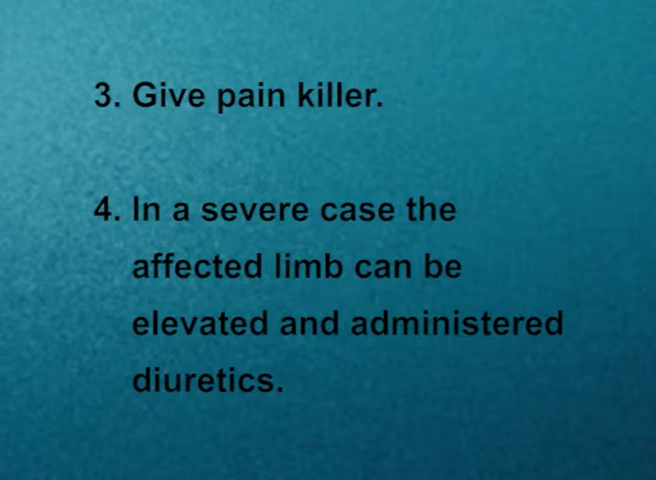 3. Give pain killer.
4. In a severe case the
affected limb can be
elevated and administered
diuretics.